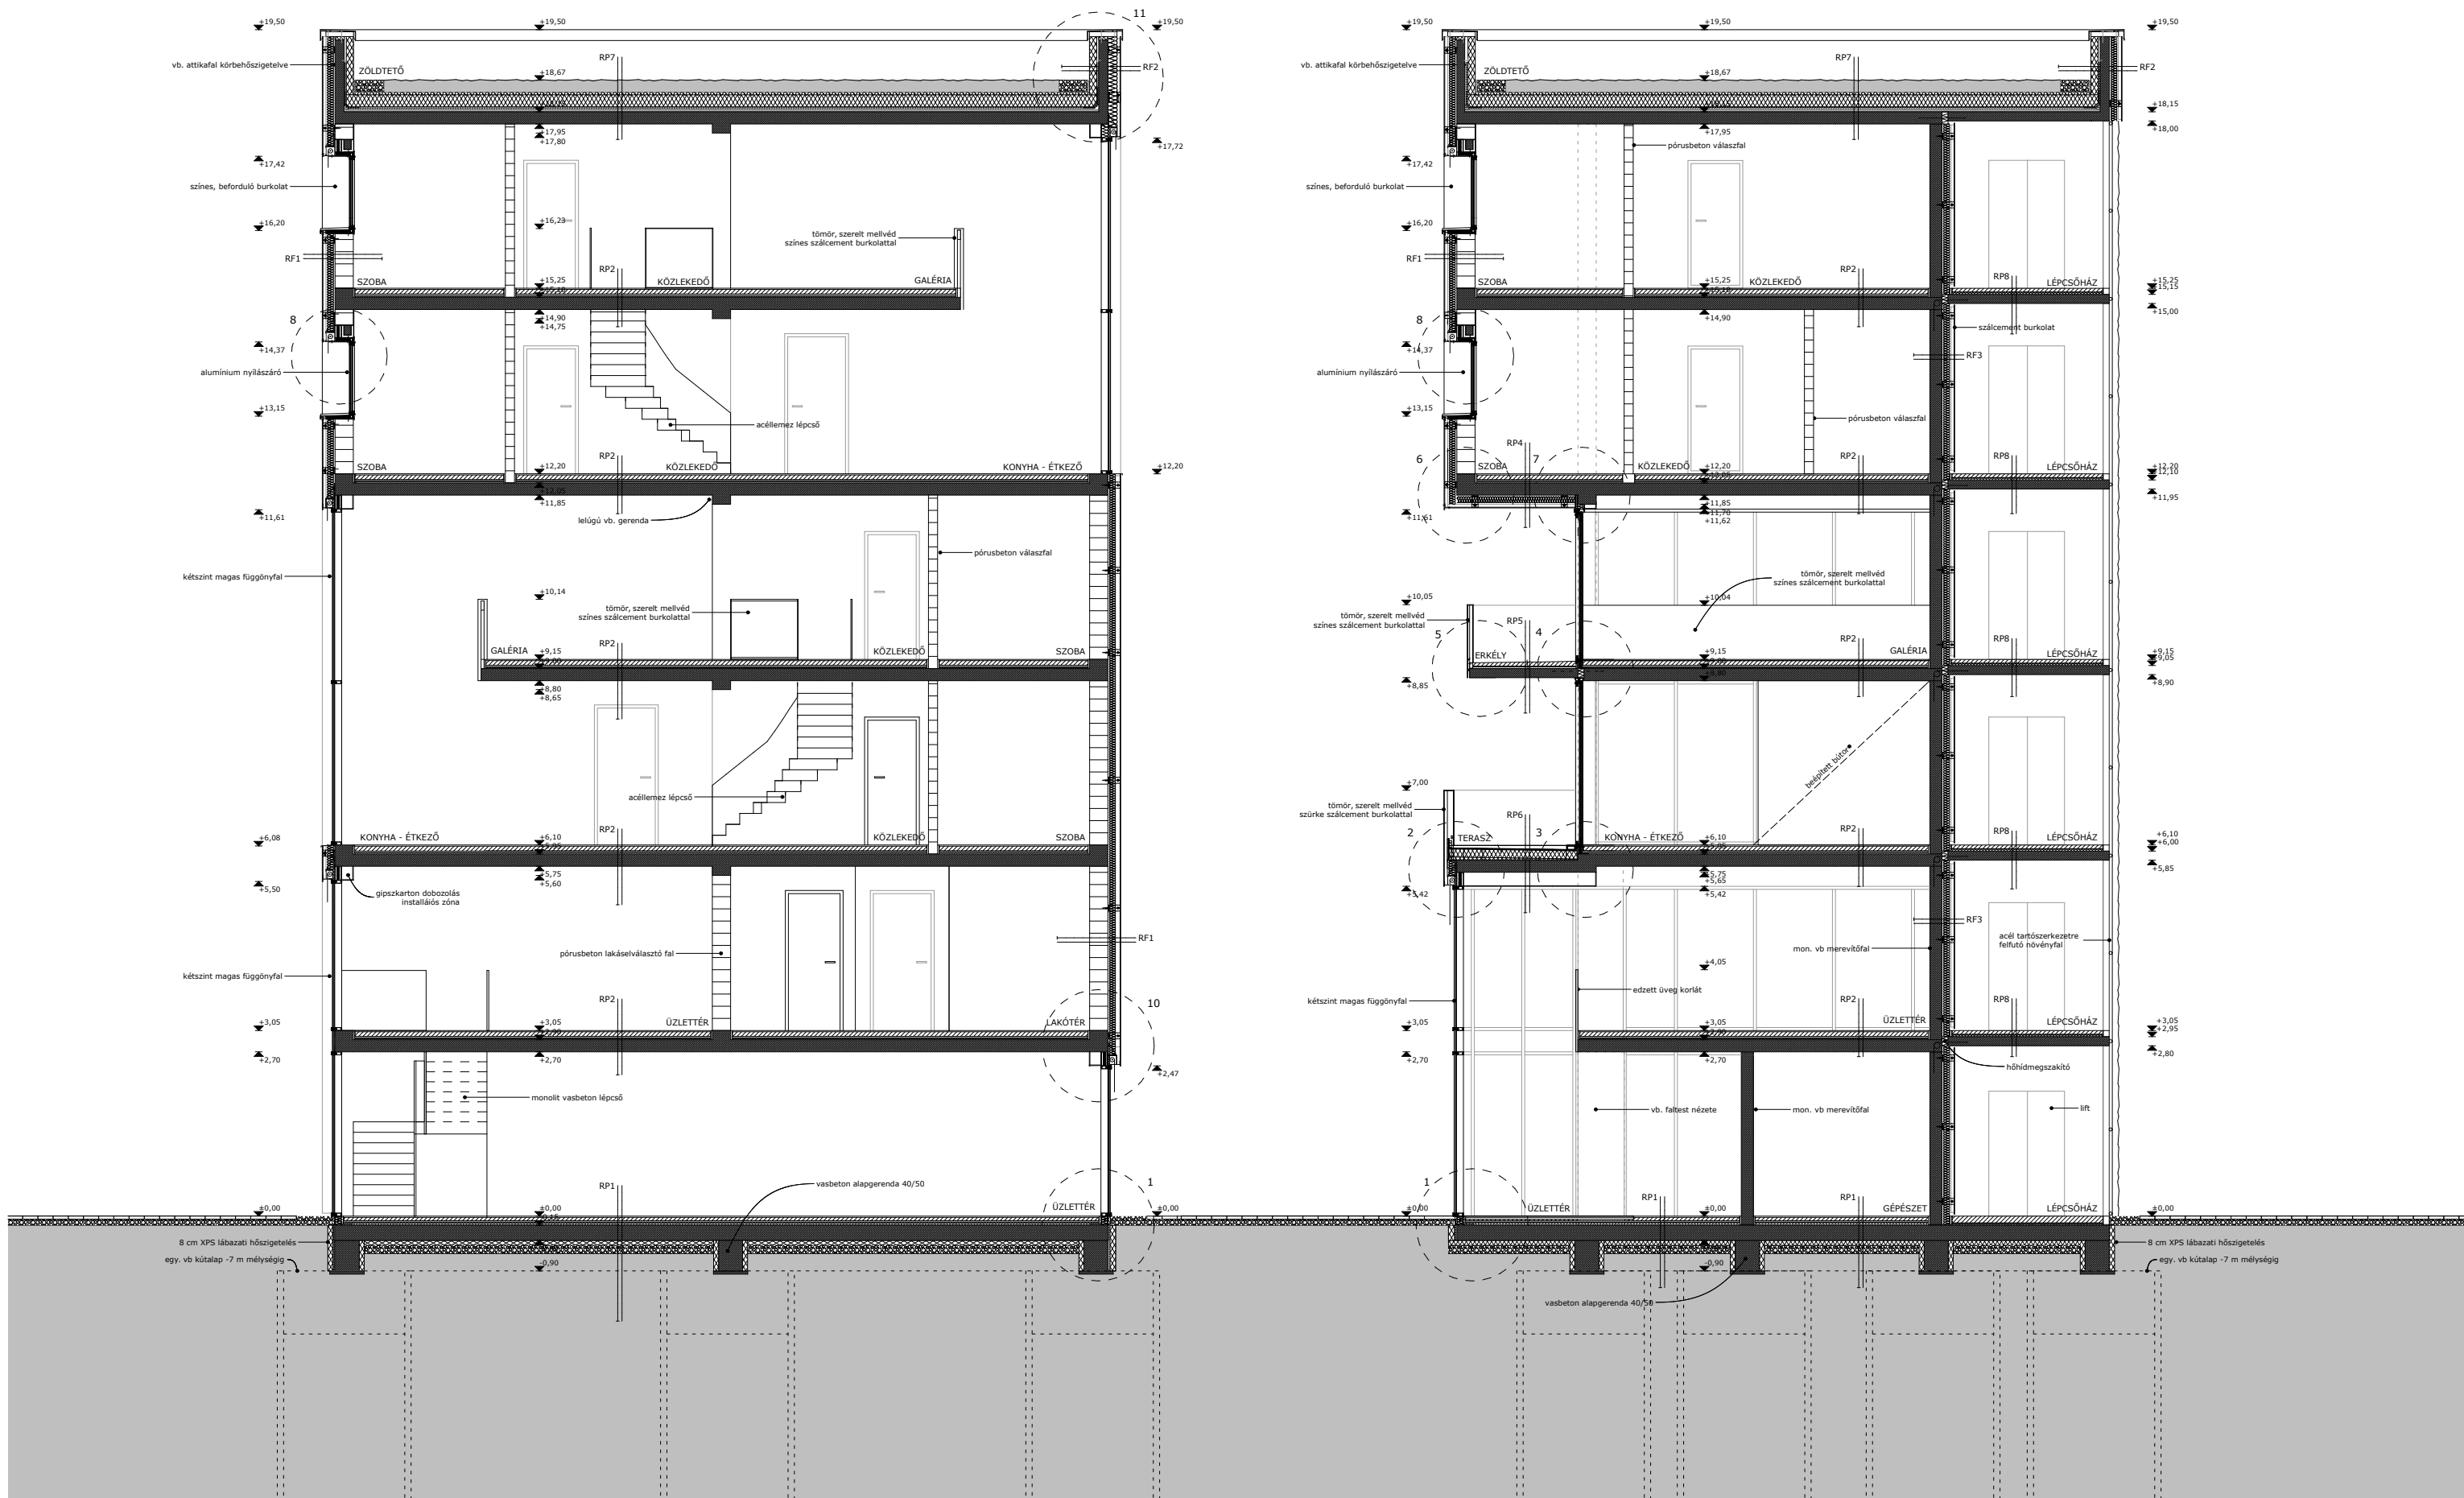 +19,50
+19,50
11
+19,50
vb. attikafal körbehőszigetelve
ZÖLDTETŐ
+18,67
RP7
RF2
+17,95
+17,80
+17,72
+17,42
színes, beforduló burkolat
+16,20
+16,23
tömör, szerelt mellvéd
színes szálcement burkolattal
RF1
RP2
SZOBA
+15,25
KÖZLEKEDŐ
GALÉRIA
8
+14,90
+14,75
+14,37
alumínium nyílászáró
+13,15
acéllemez lépcső
RP2
SZOBA
+12,20
KÖZLEKEDŐ
KONYHA - ÉTKEZŐ
+12,20
+12,05
+11,85
+11,61
lelúgú vb. gerenda
pórusbeton válaszfal
kétszint magas függönyfal
+10,14
tömör, szerelt mellvéd
színes szálcement burkolattal
GALÉRIA
+9,15
RP2
KÖZLEKEDŐ
SZOBA
+8,80
+8,65
acéllemez lépcső
+6,08
KONYHA - ÉTKEZŐ
+6,10
RP2
KÖZLEKEDŐ
SZOBA
+5,75
+5,60
+5,50
gipszkarton dobozolás
installáiós zóna
pórusbeton lakáselválasztó fal
RF1
kétszint magas függönyfal
RP2
10
+3,05
+3,05
ÜZLETTÉR
LAKÓTÉR
+2,70
+2,70
+2,47
monolit vasbeton lépcső
RP1
vasbeton alapgerenda 40/50
1
±0,00
±0,00
ÜZLETTÉR
±0,00
8 cm XPS lábazati hőszigetelés
egy. vb kútalap -7 m mélységig
-0,90
+19,50
+19,50
+19,50
vb. attikafal körbehőszigetelve
ZÖLDTETŐ
+18,67
RP7
RF2
+18,15
+18,00
+17,95
+17,42
pórusbeton válaszfal
színes, beforduló burkolat
+16,20
RF1
RP2
RP8
SZOBA
+15,25
KÖZLEKEDŐ
LÉPCSŐHÁZ
+15,25
+15,15
+15,00
8
+14,90
+14,37
szálcement burkolat
RF3
alumínium nyílászáró
+13,15
pórusbeton válaszfal
6
RP4
7
RP2
RP8
SZOBA
KÖZLEKEDŐ
+12,20
LÉPCSŐHÁZ
+12,20
+12,10
+11,95
+11,85
+11,70
+11,62
+11,61
tömör, szerelt mellvéd
színes szálcement burkolattal
+10,05
+10,04
tömör, szerelt mellvéd
színes szálcement burkolattal
5
RP5
4
RP2
RP8
ERKÉLY
+9,15
GALÉRIA
LÉPCSŐHÁZ
+9,15
+9,05
+8,90
+8,85
beépített bútor
+7,00
tömör, szerelt mellvéd
szürke szálcement burkolattal
2
RP6
3
RP2
RP8
TERASZ
KONYHA - ÉTKEZŐ
+6,10
LÉPCSŐHÁZ
+6,10
+6,00
+5,85
+5,75
+5,65
+5,42
+5,42
RF3
mon. vb merevítőfal
acél tartószerkezetre
felfutó növényfal
+4,05
edzett üveg korlát
kétszint magas függönyfal
RP2
RP8
+3,05
+3,05
ÜZLETTÉR
LÉPCSŐHÁZ
+3,05
+2,95
+2,80
+2,70
+2,70
hőhídmegszakító
vb. faltest nézete
mon. vb merevítőfal
lift
1
RP1
RP1
±0,00
ÜZLETTÉR
±0,00
GÉPÉSZET
LÉPCSŐHÁZ
±0,00
8 cm XPS lábazati hőszigetelés
egy. vb kútalap -7 m mélységig
-0,90
vasbeton alapgerenda 40/50